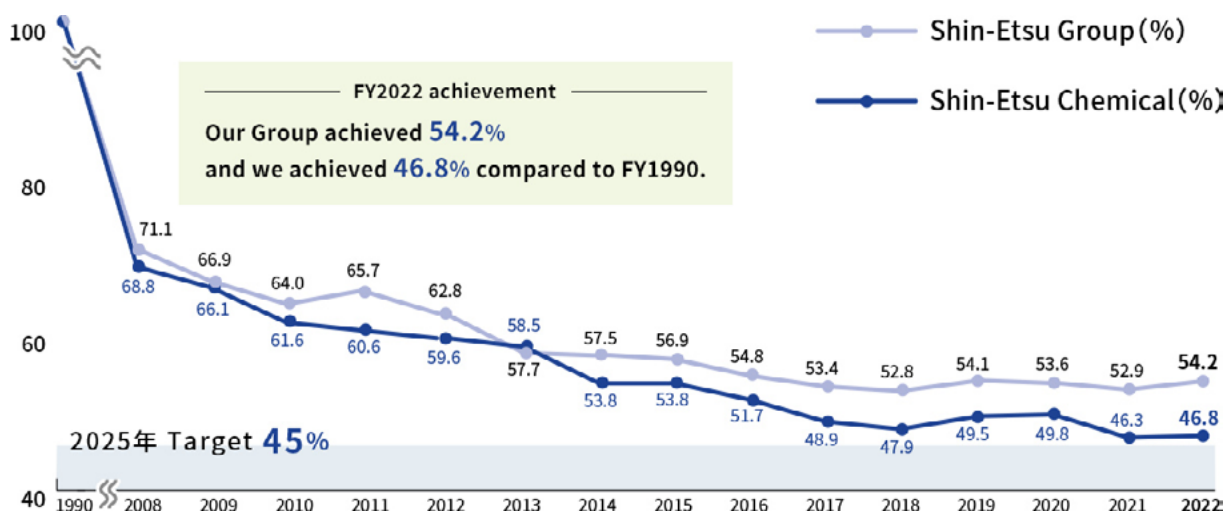 100
80
60
40
Shin-Etsu Group(%)
Shin-Etsu Chemical(%)
FY2022 achievement
Our Group achieved 54.2%
and we achieved 46.8% compared to FY1990.
71.1 66.9 64.0 65.7 62.8 57.7 57.5 56.9 54.8 53.4 52.8 54.1 53.6 52.9 54.2
68.8 66.1 61.6 60.6 59.6 58.5 53.8 53.8 51.7 48.9 47.9 49.5 49.8 46.3 46.8
2025年 Target 45%
1990 2008 2009 2010 2011 2012 2013 2014 2015 2016 2017 2018 2019 2020 2021 2022